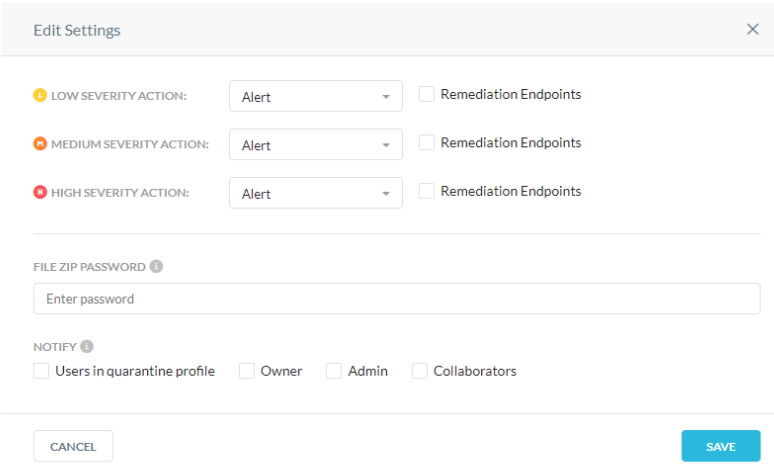 Edit Settings
L LOW SEVERITY ACTION: Alert Remediation Endpoints
M MEDIUM SEVERITY ACTION: Alert Remediation Endpoints
H HIGH SEVERITY ACTION: Alert Remediation Endpoints
FILE ZIP PASSWORD i
Enter password
NOTIFY i
Users in quarantine profile Owner Admin Collaborators
CANCEL SAVE